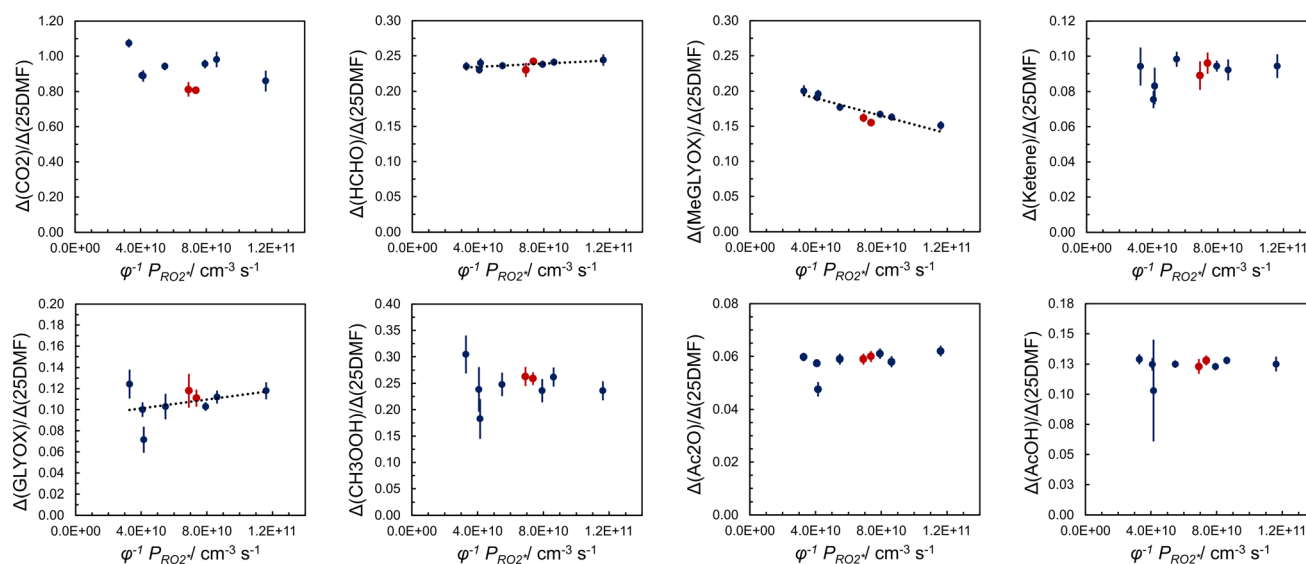 Δ(CO2)/Δ(25DMF)
1.20
1.00
0.80
0.60
0.40
0.20
0.00
0.0E+00 4.0E+10 8.0E+10 1.2E+11
φ⁻¹ P_RO2*/ cm⁻³ s⁻¹
Δ(HCHO)/Δ(25DMF)
0.30
0.25
0.20
0.15
0.10
0.05
0.00
0.0E+00 4.0E+10 8.0E+10 1.2E+11
φ⁻¹ P_RO2*/ cm⁻³ s⁻¹
Δ(MeGLYOX)/Δ(25DMF)
0.30
0.25
0.20
0.15
0.10
0.05
0.00
0.0E+00 4.0E+10 8.0E+10 1.2E+11
φ⁻¹ P_RO2*/ cm⁻³ s⁻¹
Δ(Ketene)/Δ(25DMF)
0.12
0.10
0.08
0.06
0.04
0.02
0.00
0.0E+00 4.0E+10 8.0E+10 1.2E+11
φ⁻¹ P_RO2*/ cm⁻³ s⁻¹
Δ(GLYOX)/Δ(25DMF)
0.20
0.18
0.16
0.14
0.12
0.10
0.08
0.06
0.04
0.02
0.00
0.0E+00 4.0E+10 8.0E+10 1.2E+11
φ⁻¹ P_RO2*/ cm⁻³ s⁻¹
Δ(CH3OOH)/Δ(25DMF)
0.40
0.35
0.30
0.25
0.20
0.15
0.10
0.05
0.00
0.0E+00 4.0E+10 8.0E+10 1.2E+11
φ⁻¹ P_RO2*/ cm⁻³ s⁻¹
Δ(Ac2O)/Δ(25DMF)
0.08
0.06
0.04
0.02
0.00
0.0E+00 4.0E+10 8.0E+10 1.2E+11
φ⁻¹ P_RO2*/ cm⁻³ s⁻¹
Δ(AcOH)/Δ(25DMF)
0.18
0.15
0.13
0.10
0.08
0.05
0.03
0.00
0.0E+00 4.0E+10 8.0E+10 1.2E+11
φ⁻¹ P_RO2*/ cm⁻³ s⁻¹